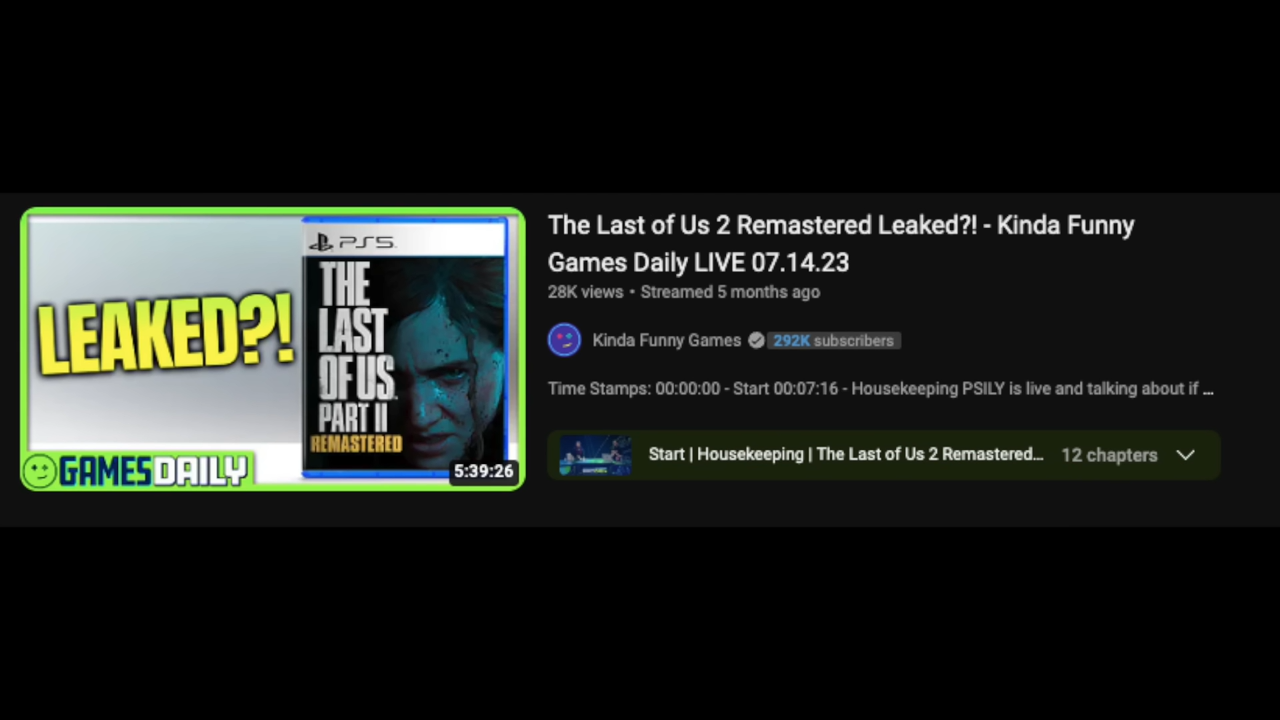 LEAKED?!
PS5
THE
LAST
OF US
PART II
REMASTERED
GAMESDAILY
5:39:26
The Last of Us 2 Remastered Leaked?! - Kinda Funny
Games Daily LIVE 07.14.23
28K views • Streamed 5 months ago
Kinda Funny Games 292K subscribers
Time Stamps: 00:00:00 - Start 00:07:16 - Housekeeping PSILY is live and talking about if ...
Start | Housekeeping | The Last of Us 2 Remastered... 12 chapters